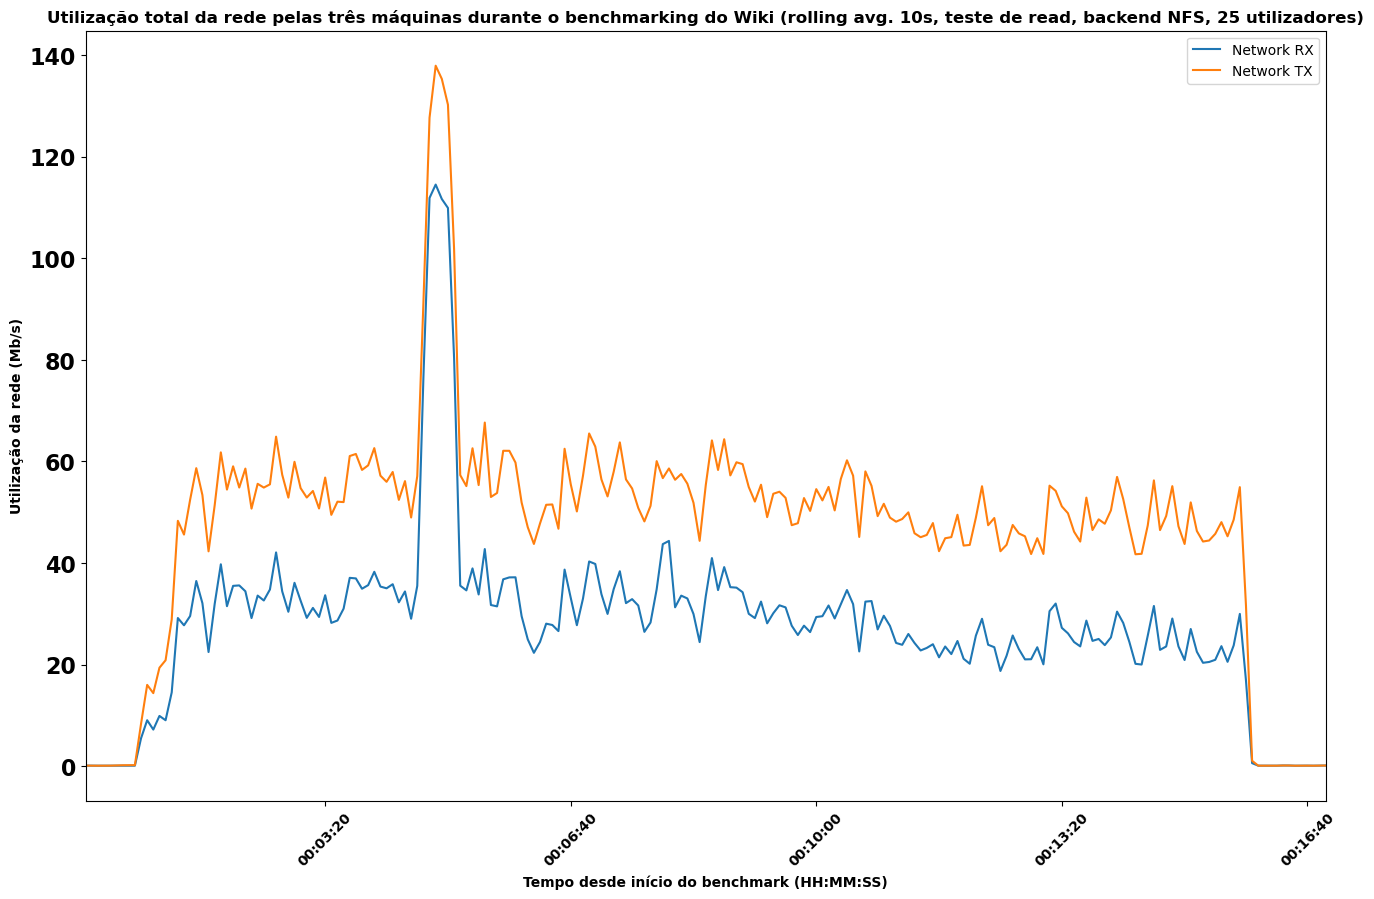 Utilização total da rede pelas três máquinas durante o benchmarking do Wiki (rolling avg. 10s, teste de read, backend NFS, 25 utilizadores)
Network RX
Network TX
140
120
100
80
60
40
20
0
Utilização da rede (Mb/s)
00:03:20
00:06:40
00:10:00
00:13:20
00:16:40
Tempo desde início do benchmark (HH:MM:SS)